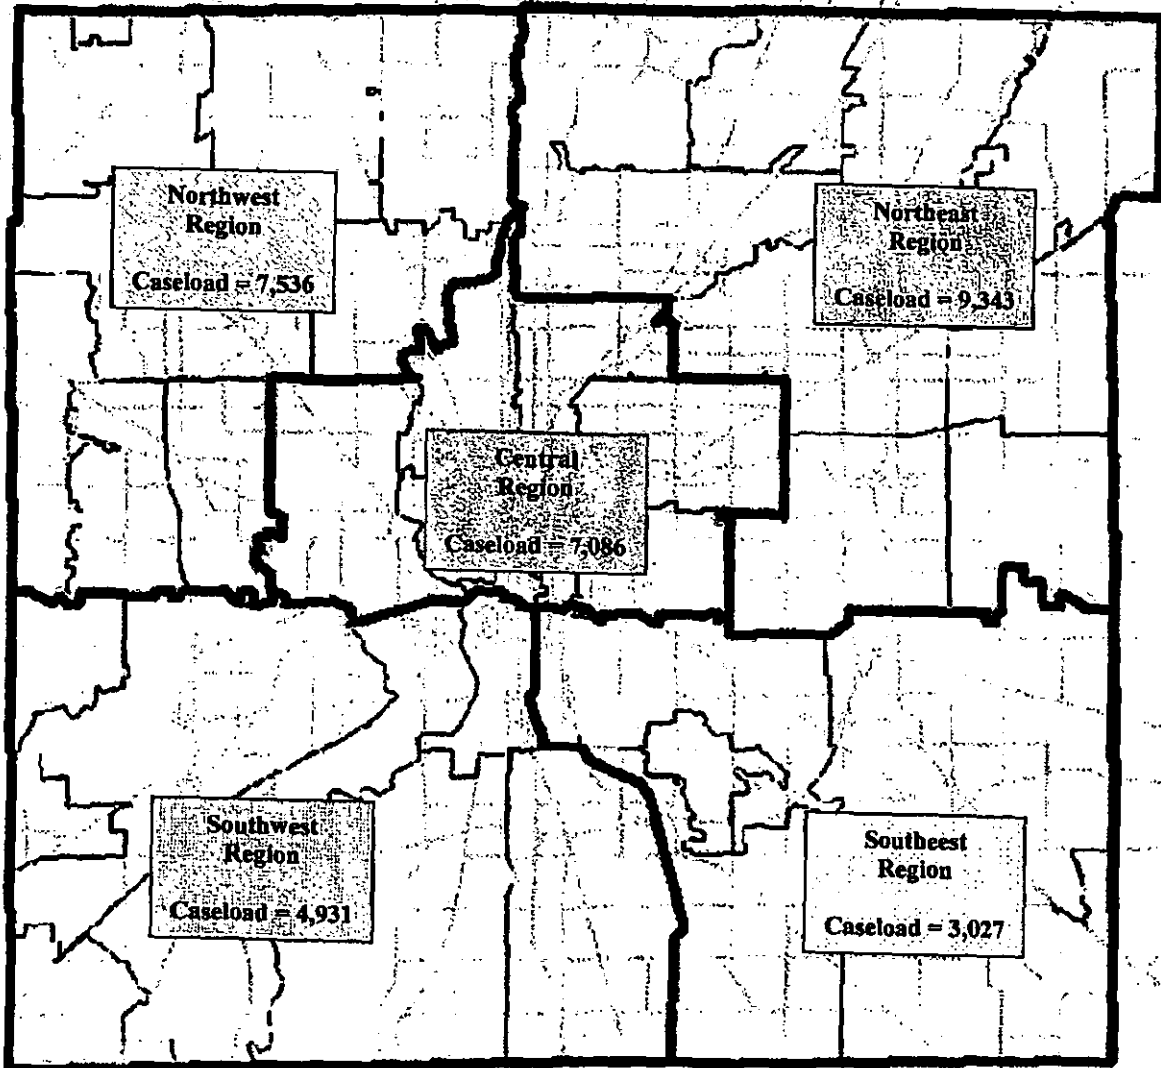 Northwest
Region
Caseload = 7,536
Northeast
Region
Caseload = 9,343
Central
Region
Caseload = 7,086
Southwest
Region
Caseload = 4,931
Southeest
Region
Caseload = 3,027